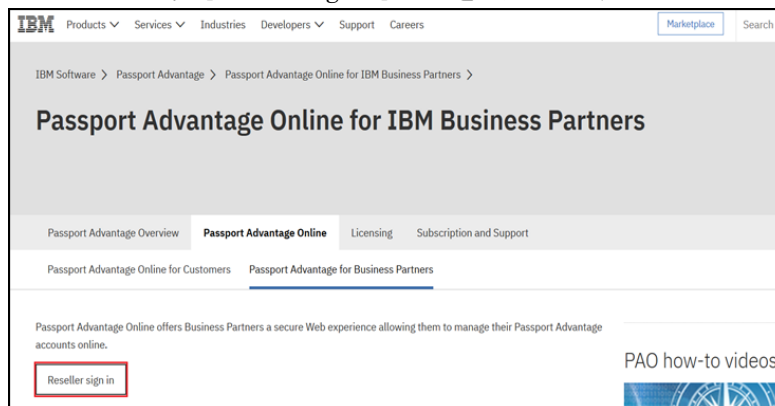 IBM Products Services Industries Developers Support Careers Marketplace Search
IBM Software > Passport Advantage > Passport Advantage Online for IBM Business Partners >
Passport Advantage Online for IBM Business Partners
Passport Advantage Overview Passport Advantage Online Licensing Subscription and Support
Passport Advantage Online for Customers Passport Advantage for Business Partners
Passport Advantage Online offers Business Partners a secure Web experience allowing them to manage their Passport Advantage
accounts online.
PAO how-to videos
Reseller sign in